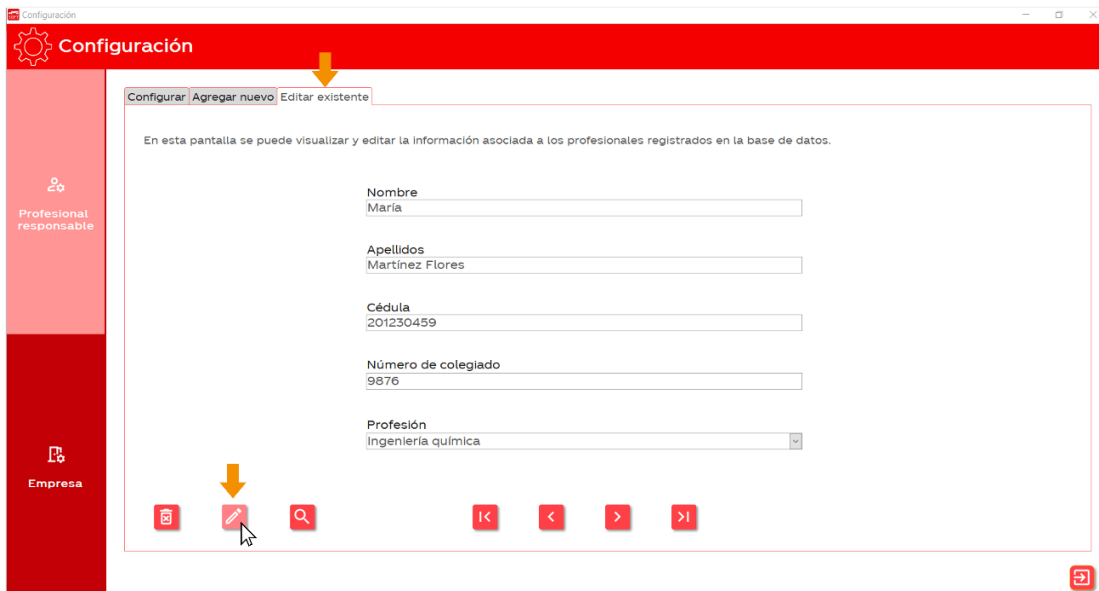 Configuración
Configuración
Configurar Agregar nuevo Editar existente
En esta pantalla se puede visualizar y editar la información asociada a los profesionales registrados en la base de datos.
Nombre
María
Apellidos
Martínez Flores
Cédula
201230459
Número de colegiado
9876
Profesión
Ingeniería química
Profesional
responsable
Empresa